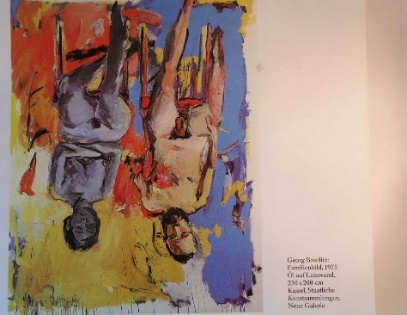 Georg Baselitz:
Familienbild, 1975
Öl auf Leinwand,
250 x 200 cm
Kassel, Staatliche
Kunstsammlungen,
Neue Galerie